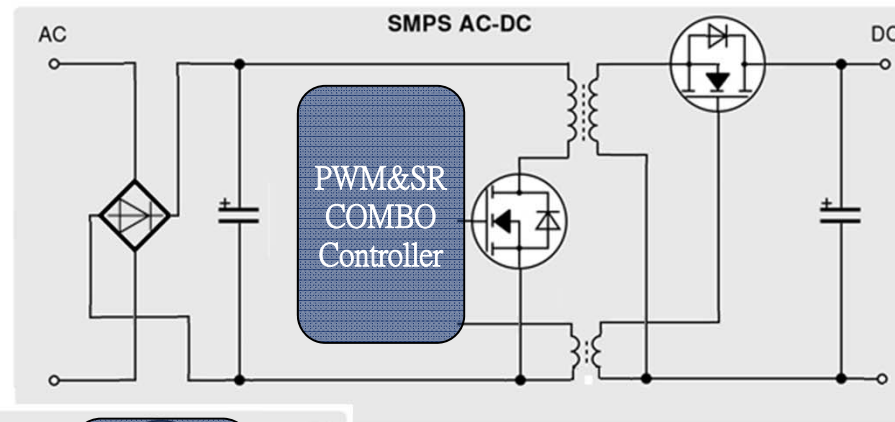 SMPS AC-DC
AC
DC
PWM&SR
COMBO
Controller
+
+